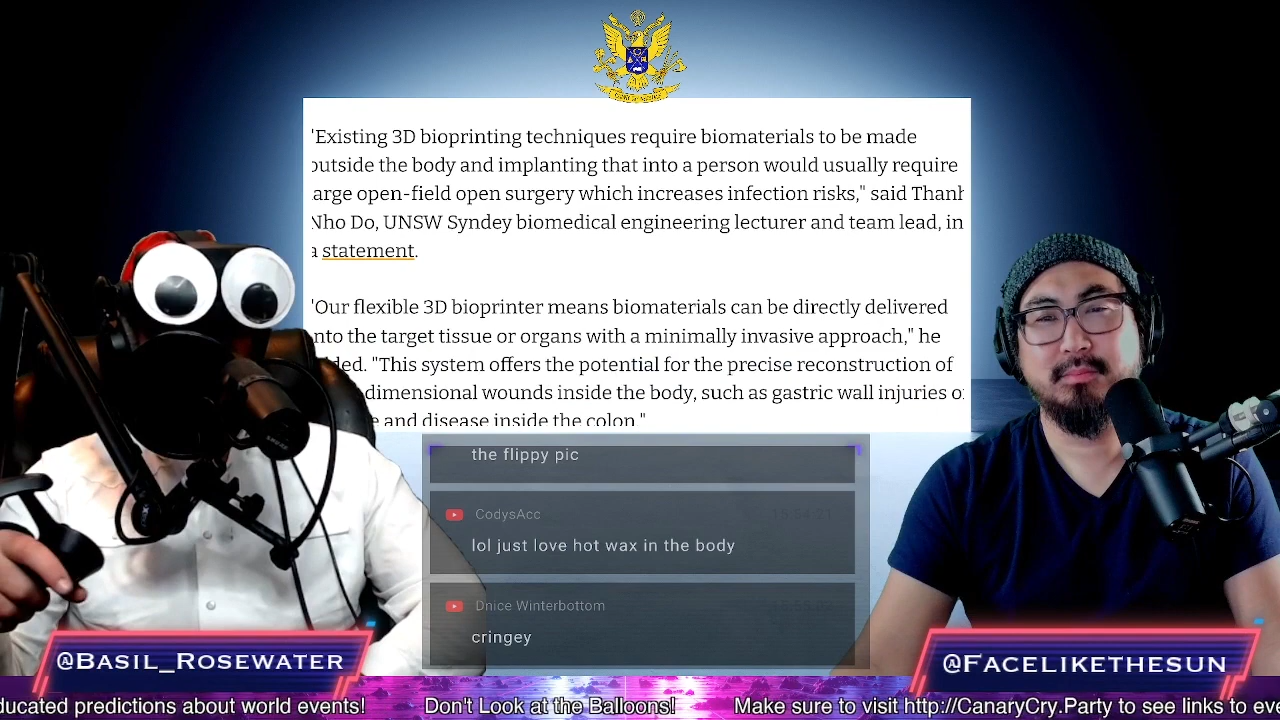 "Existing 3D bioprinting techniques require biomaterials to be made
outside the body and implanting that into a person would usually require
large open-field open surgery which increases infection risks," said Thanh
Nho Do, UNSW Syndey biomedical engineering lecturer and team lead, in
a statement.
"Our flexible 3D bioprinter means biomaterials can be directly delivered
into the target tissue or organs with a minimally invasive approach," he
added. "This system offers the potential for the precise reconstruction of
dimensional wounds inside the body, such as gastric wall injuries or
and disease inside the colon."
the flippy pic
CodysAcc
lol just love hot wax in the body
Dnice Winterbottom
cringey
@BASIL_ROSEWATER
@FACELIKETHESUN
ducated predictions about world events! Don't Look at the Balloons! Make sure to visit http://CanaryCry.Party to see links to eve